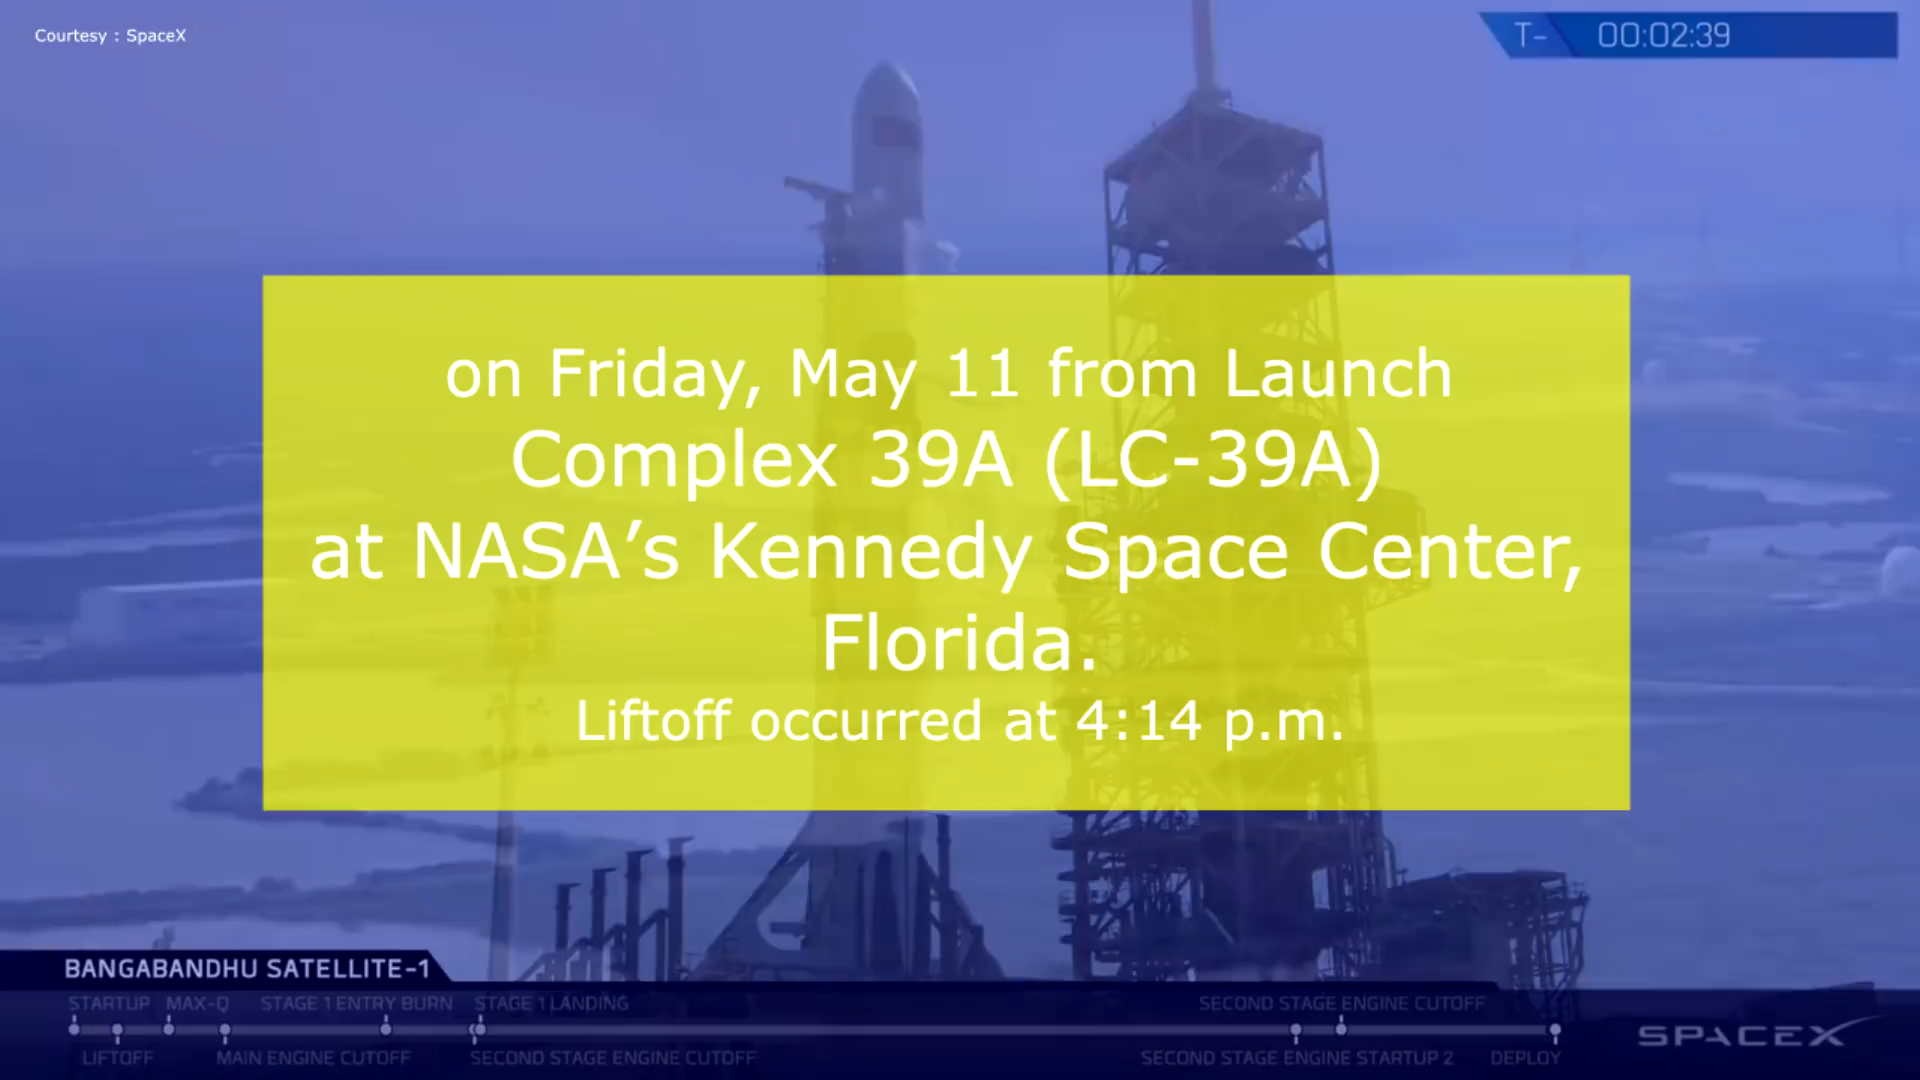 Courtesy : SpaceX
T- 00:02:39
on Friday, May 11 from Launch
Complex 39A (LC-39A)
at NASA’s Kennedy Space Center,
Florida.
Liftoff occurred at 4:14 p.m.
BANGABANDHU SATELLITE-1
STARTUP MAX-Q STAGE 1 ENTRY BURN STAGE 1 LANDING SECOND STAGE ENGINE CUTOFF
LIFTOFF MAIN ENGINE CUTOFF SECOND STAGE ENGINE CUTOFF SECOND STAGE ENGINE STARTUP 2 DEPLOY
SPACEX